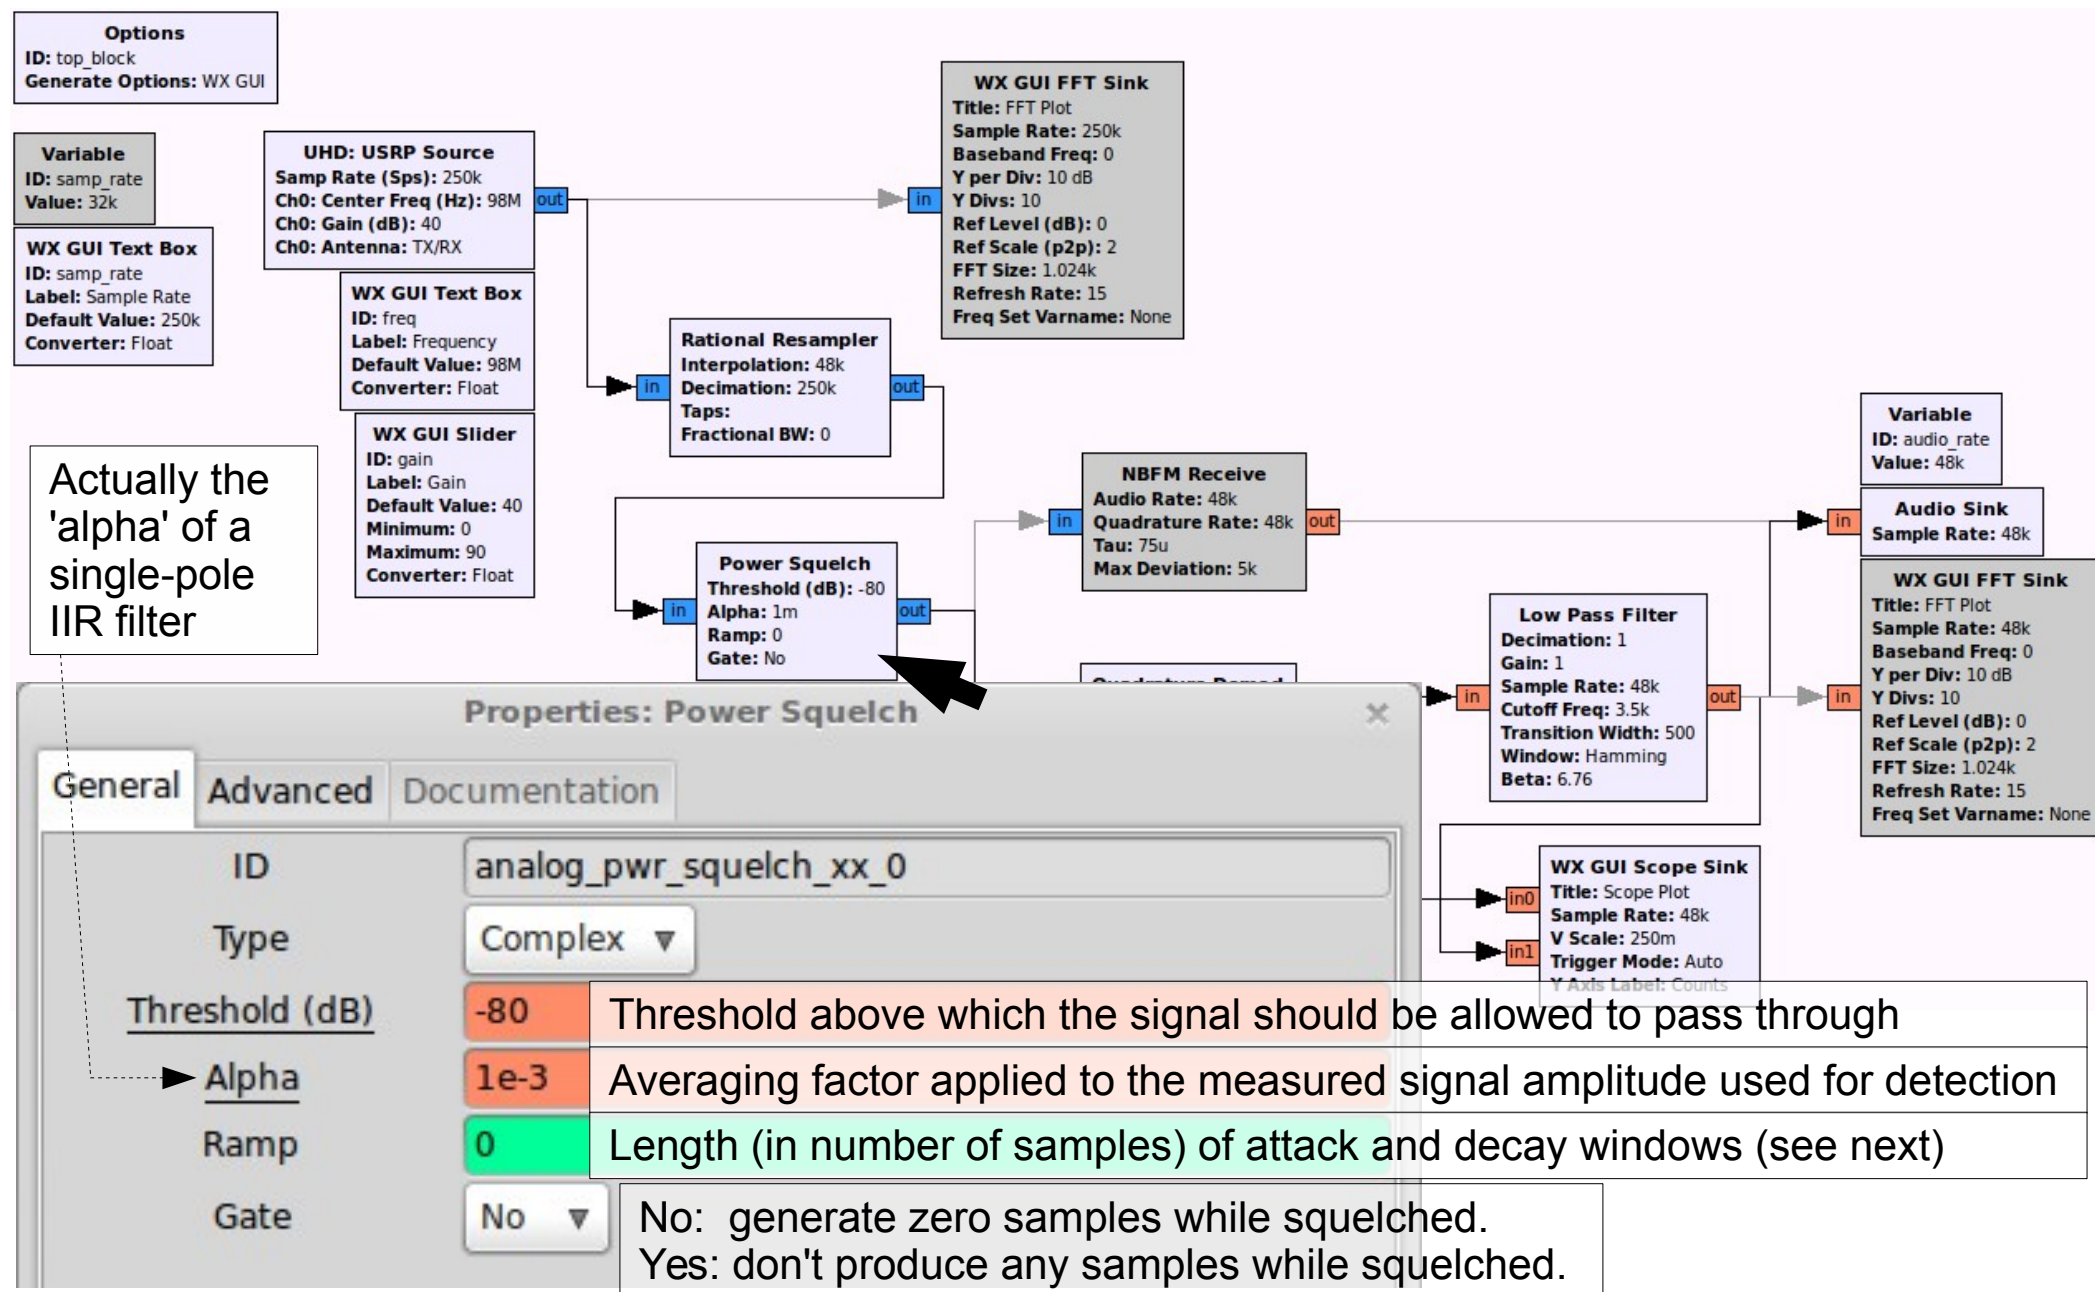 Options
ID: top_block
Generate Options: WX GUI
Variable
ID: samp_rate
Value: 32k
WX GUI Text Box
ID: samp_rate
Label: Sample Rate
Default Value: 250k
Converter: Float
UHD: USRP Source
Samp Rate (Sps): 250k
Ch0: Center Freq (Hz): 98M
Ch0: Gain (dB): 40
Ch0: Antenna: TX/RX
out
WX GUI Text Box
ID: freq
Label: Frequency
Default Value: 98M
Converter: Float
WX GUI Slider
ID: gain
Label: Gain
Default Value: 40
Minimum: 0
Maximum: 90
Converter: Float
in
WX GUI FFT Sink
Title: FFT Plot
Sample Rate: 250k
Baseband Freq: 0
Y per Div: 10 dB
Y Divs: 10
Ref Level (dB): 0
Ref Scale (p2p): 2
FFT Size: 1.024k
Refresh Rate: 15
Freq Set Varname: None
in
Rational Resampler
Interpolation: 48k
Decimation: 250k
Taps:
Fractional BW: 0
out
Actually the
'alpha' of a
single-pole
IIR filter
in
Power Squelch
Threshold (dB): -80
Alpha: 1m
Ramp: 0
Gate: No
out
in
NBFM Receive
Audio Rate: 48k
Quadrature Rate: 48k
Tau: 75u
Max Deviation: 5k
out
Quadrature Demod
in
Low Pass Filter
Decimation: 1
Gain: 1
Sample Rate: 48k
Cutoff Freq: 3.5k
Transition Width: 500
Window: Hamming
Beta: 6.76
out
Variable
ID: audio_rate
Value: 48k
in
Audio Sink
Sample Rate: 48k
in
WX GUI FFT Sink
Title: FFT Plot
Sample Rate: 48k
Baseband Freq: 0
Y per Div: 10 dB
Y Divs: 10
Ref Level (dB): 0
Ref Scale (p2p): 2
FFT Size: 1.024k
Refresh Rate: 15
Freq Set Varname: None
in0
in1
WX GUI Scope Sink
Title: Scope Plot
Sample Rate: 48k
V Scale: 250m
Trigger Mode: Auto
Y Axis Label: Counts
Properties: Power Squelch
General Advanced Documentation
ID analog_pwr_squelch_xx_0
Type Complex
Threshold (dB) -80 Threshold above which the signal should be allowed to pass through
Alpha 1e-3 Averaging factor applied to the measured signal amplitude used for detection
Ramp 0 Length (in number of samples) of attack and decay windows (see next)
Gate No No: generate zero samples while squelched.
Yes: don't produce any samples while squelched.